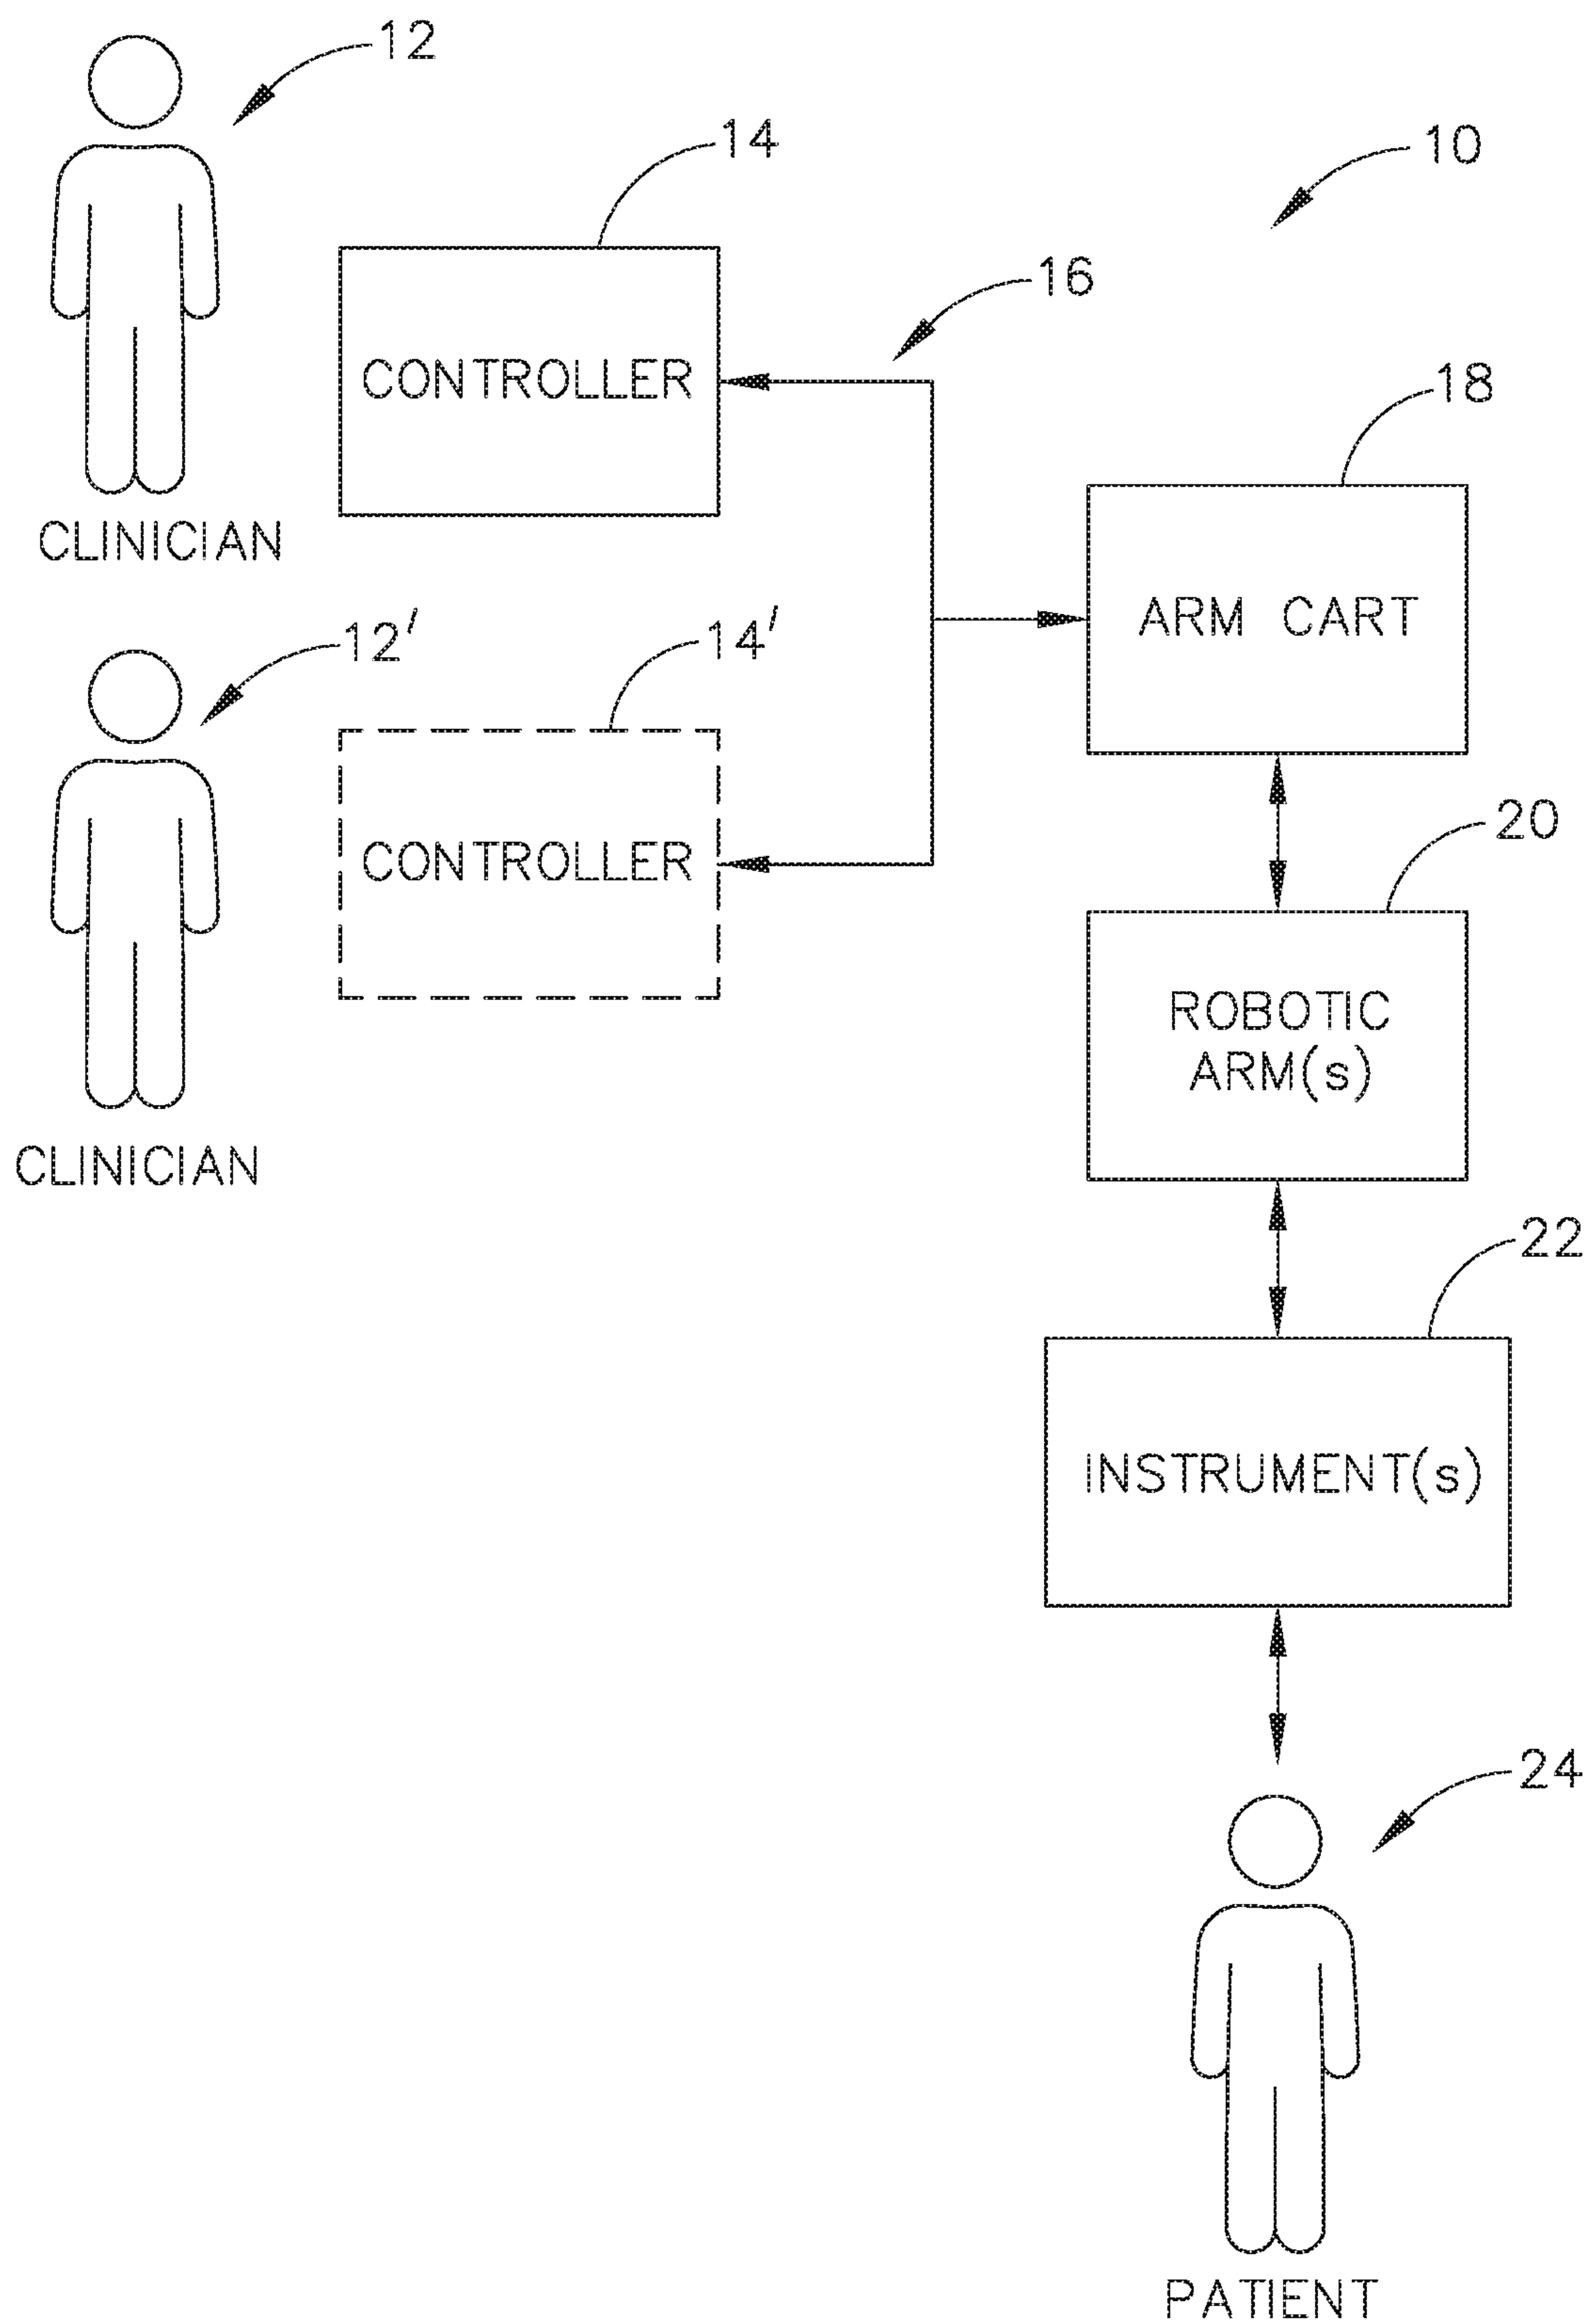 12
14
10
16
CONTROLLER
18
CLINICIAN
ARM CART
12'
14'
20
CONTROLLER
ROBOTIC
ARM(s)
CLINICIAN
22
INSTRUMENT(s)
24
PATIENT